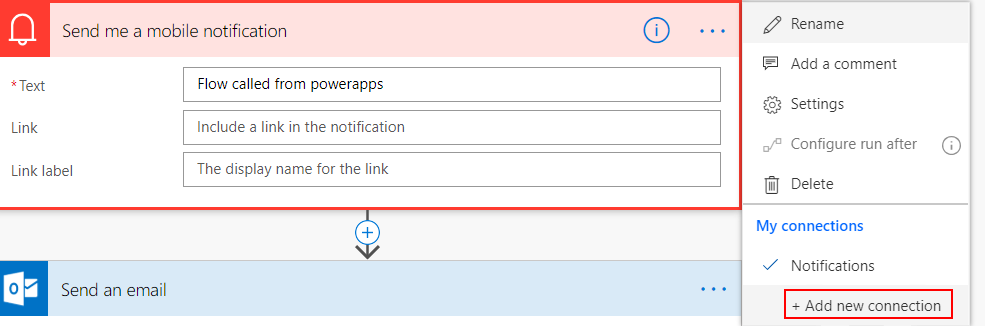 Send me a mobile notification
*Text
Flow called from powerapps
Link
Include a link in the notification
Link label
The display name for the link
Send an email
Rename
Add a comment
Settings
Configure run after
Delete
My connections
Notifications
+ Add new connection